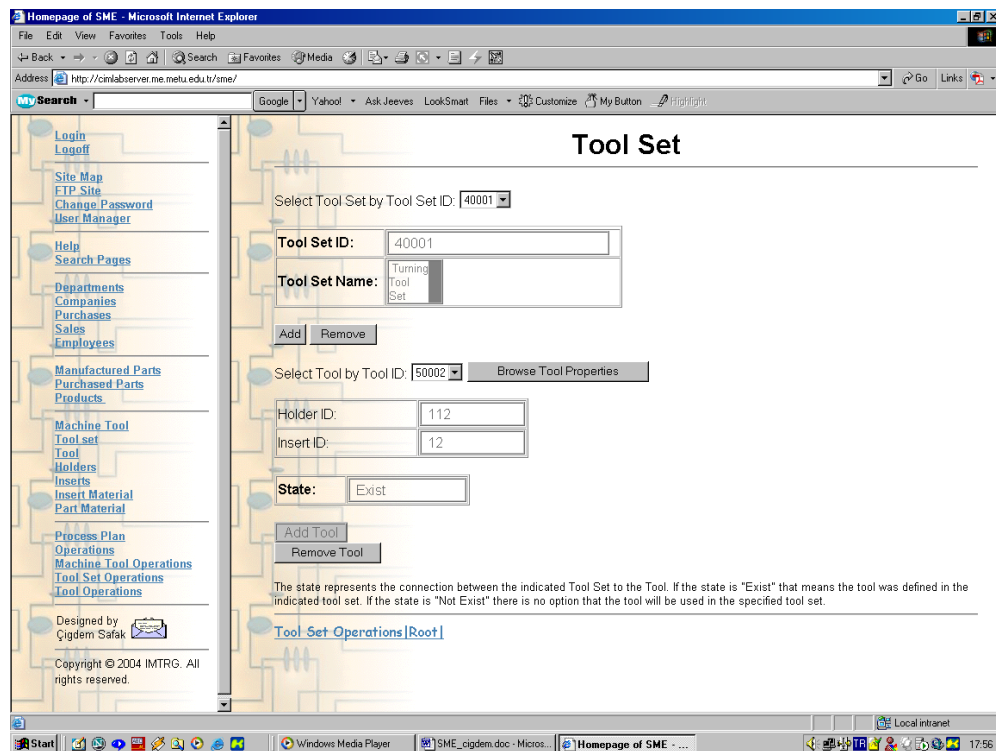 Homepage of SME - Microsoft Internet Explorer
File Edit View Favorites Tools Help
Back Search Favorites Media
Address http://cimlabserver.me.metu.edu.tr/sme/ Go Links
My Search Google Yahoo! Ask Jeeves LookSmart Files Customize My Button Highlight
Login
Logoff
Site Map
FTP Site
Change Password
User Manager
Help
Search Pages
Departments
Companies
Purchases
Sales
Employees
Manufactured Parts
Purchased Parts
Products
Machine Tool
Tool set
Tool
Holders
Inserts
Insert Material
Part Material
Process Plan
Operations
Machine Tool Operations
Tool Set Operations
Tool Operations
Designed by
Çigdem Safak
Copyright © 2004 IMTRG. All
rights reserved.
Tool Set
Select Tool Set by Tool Set ID: 40001
Tool Set ID: 40001
Tool Set Name: Turning
Tool
Set
Add Remove
Select Tool by Tool ID: 50002 Browse Tool Properties
Holder ID: 112
Insert ID: 12
State: Exist
Add Tool
Remove Tool
The state represents the connection between the indicated Tool Set to the Tool. If the state is "Exist" that means the tool was defined in the
indicated tool set. If the state is "Not Exist" there is no option that the tool will be used in the specified tool set.
Tool Set Operations|Root|
Local intranet
Start Windows Media Player SME_cigdem.doc - Micros... Homepage of SME - ... TR 17:56